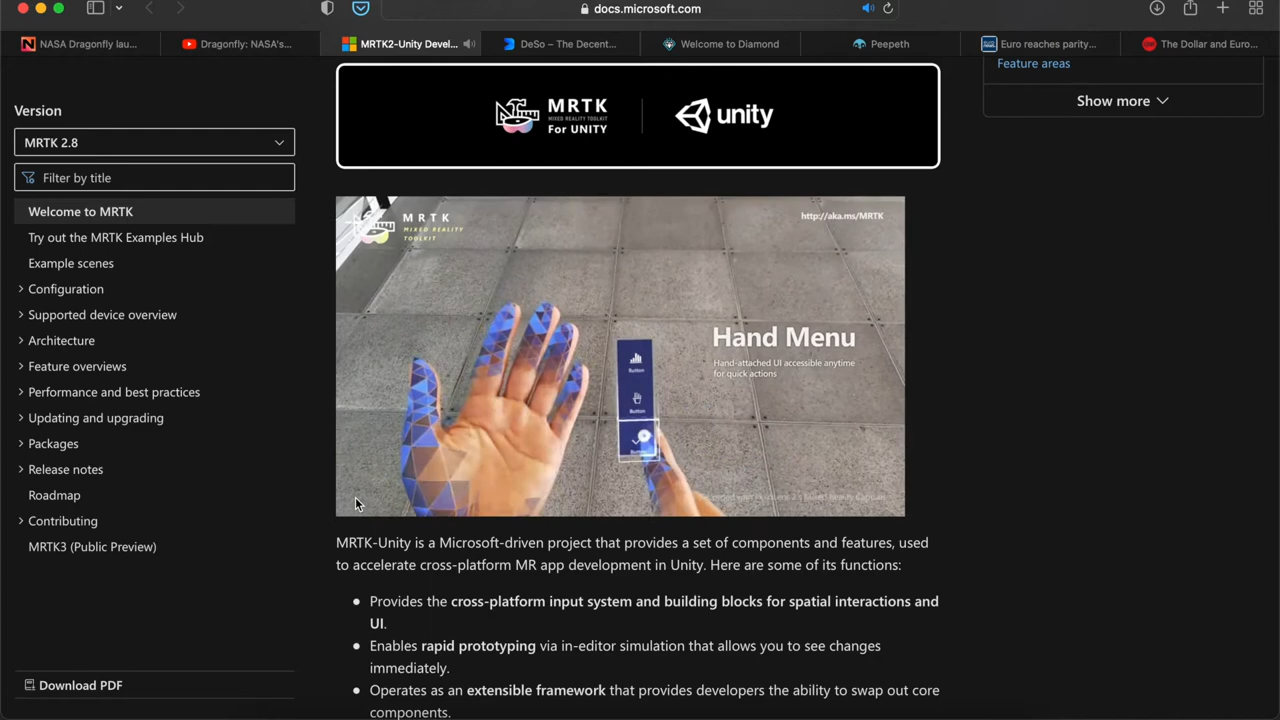 docs.microsoft.com
NASA Dragonfly lau...
Dragonfly: NASA's...
MRTK2-Unity Devel...
DeSo – The Decent...
Welcome to Diamond
Peepeth
Euro reaches parity...
The Dollar and Euro...
Version
MRTK 2.8
Filter by title
Welcome to MRTK
Try out the MRTK Examples Hub
Example scenes
Configuration
Supported device overview
Architecture
Feature overviews
Performance and best practices
Updating and upgrading
Packages
Release notes
Roadmap
Contributing
MRTK3 (Public Preview)
Download PDF
MRTK
MIXED REALITY TOOLKIT
For UNITY
unity
MRTK
MIXED REALITY
TOOLKIT
http://aka.ms/MRTK
Hand Menu
Hand-attached UI accessible anytime
for quick actions
Button
Button
Button
MRTK-Unity is a Microsoft-driven project that provides a set of components and features, used
to accelerate cross-platform MR app development in Unity. Here are some of its functions:
Provides the cross-platform input system and building blocks for spatial interactions and
UI.
Enables rapid prototyping via in-editor simulation that allows you to see changes
immediately.
Operates as an extensible framework that provides developers the ability to swap out core
components.
Feature areas
Show more